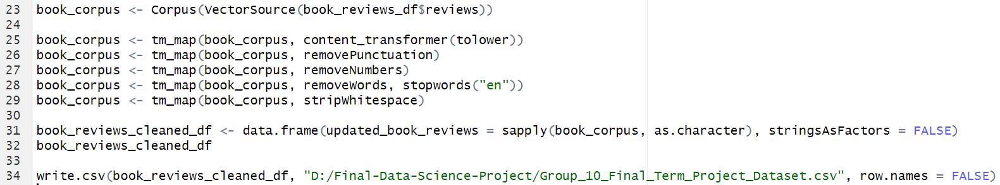 23 book_corpus <- Corpus(VectorSource(book_reviews_df$reviews))
24
25 book_corpus <- tm_map(book_corpus, content_transformer(tolower))
26 book_corpus <- tm_map(book_corpus, removePunctuation)
27 book_corpus <- tm_map(book_corpus, removeNumbers)
28 book_corpus <- tm_map(book_corpus, removeWords, stopwords("en"))
29 book_corpus <- tm_map(book_corpus, stripWhitespace)
30
31 book_reviews_cleaned_df <- data.frame(updated_book_reviews = sapply(book_corpus, as.character), stringsAsFactors = FALSE)
32 book_reviews_cleaned_df
33
34 write.csv(book_reviews_cleaned_df, "D:/Final-Data-Science-Project/Group_10_Final_Term_Project_Dataset.csv", row.names = FALSE)